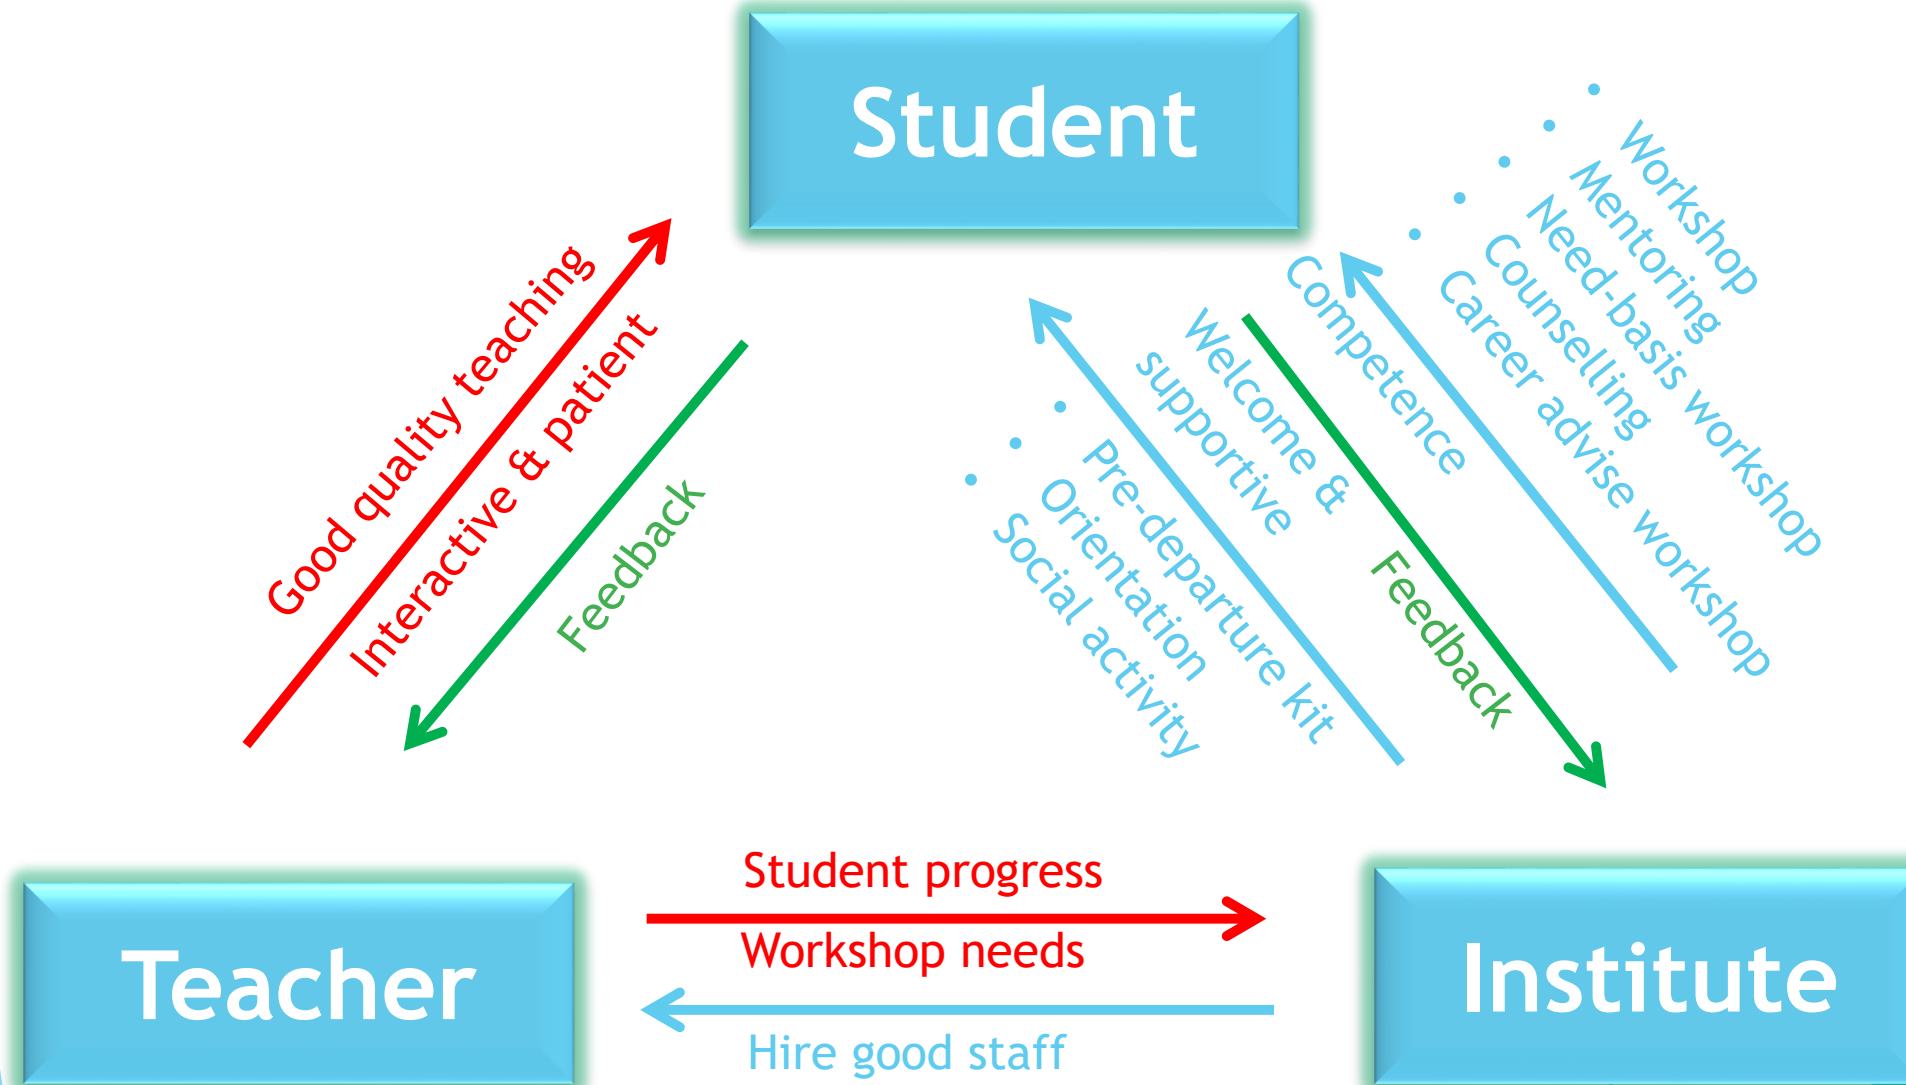 Student
Good quality teaching
Interactive & patient
Feedback
• Pre-departure kit
• Orientation
• Social activity
Welcome &
supportive
Feedback
Competence
• Workshop
• Mentoring
• Need-basis workshop
• Counselling
• Career advise workshop
Student progress
Workshop needs
Hire good staff
Teacher
Institute